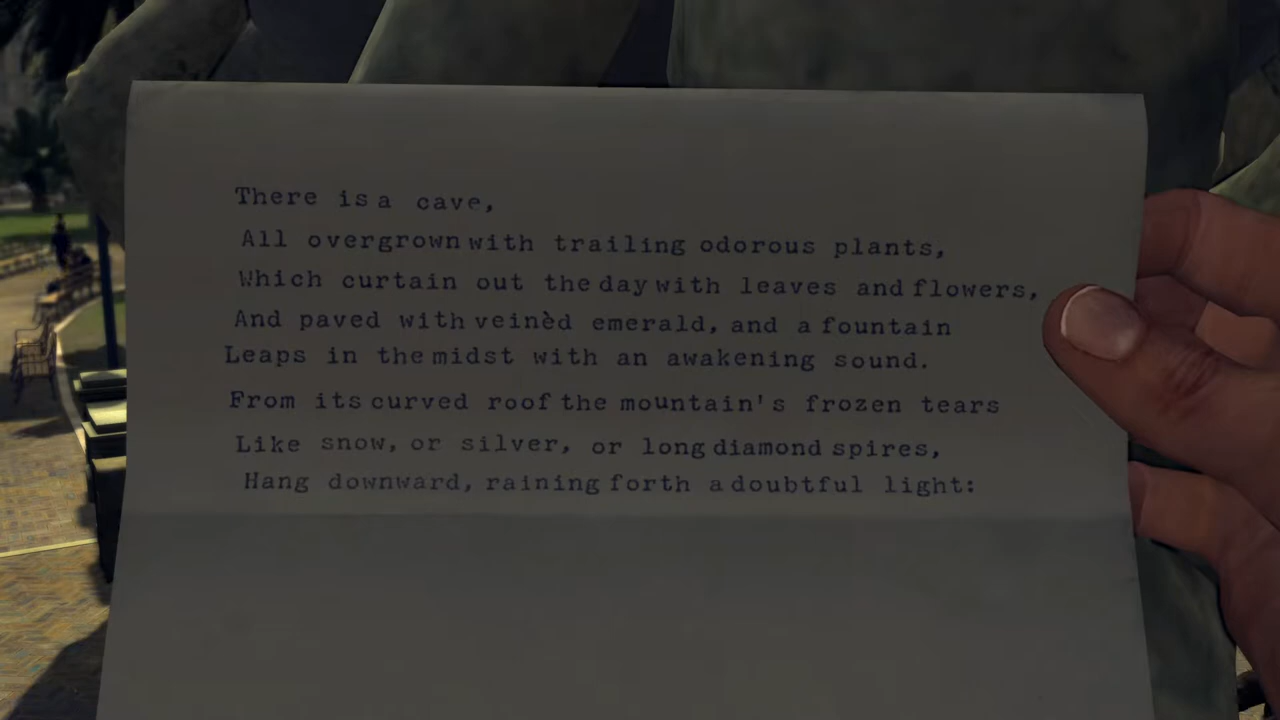 There is a cave,
All overgrown with trailing odorous plants,
Which curtain out the day with leaves and flowers,
And paved with veinèd emerald, and a fountain
Leaps in the midst with an awakening sound.
From its curved roof the mountain's frozen tears
Like snow, or silver, or long diamond spires,
Hang downward, raining forth a doubtful light: